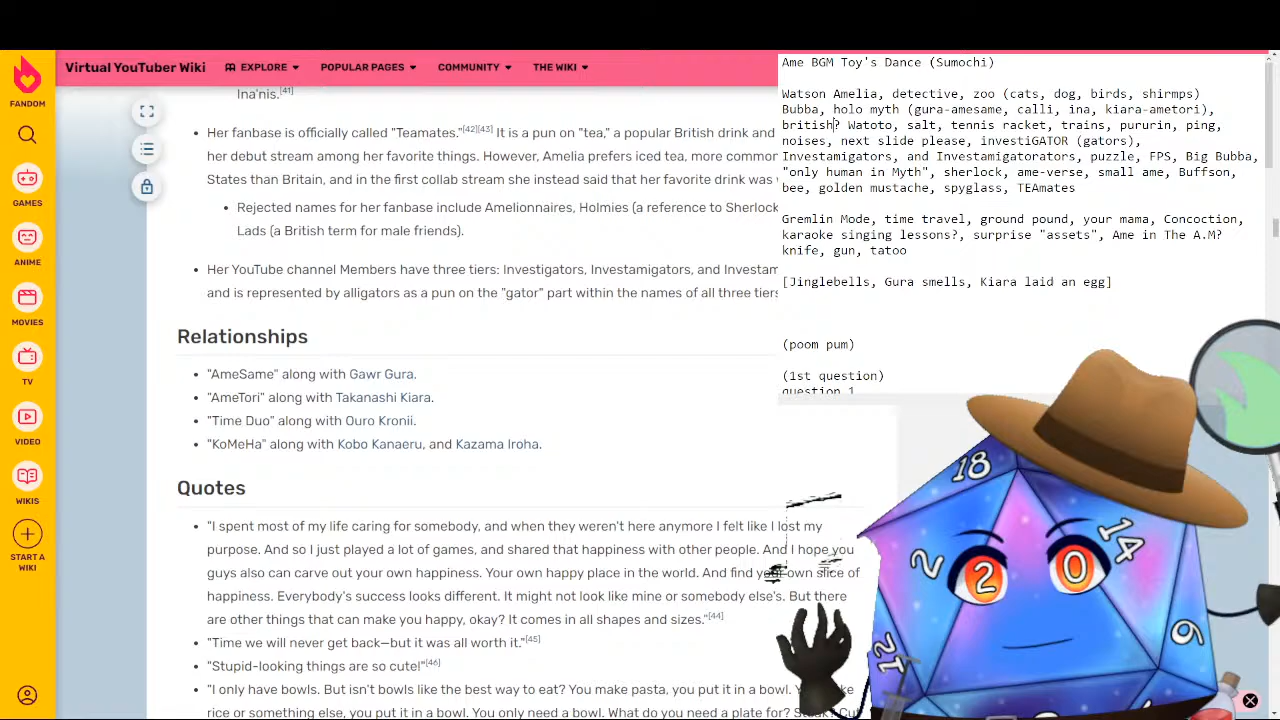 FANDOM
GAMES
ANIME
MOVIES
TV
VIDEO
WIKIS
START A
WIKI
Virtual YouTuber Wiki EXPLORE POPULAR PAGES COMMUNITY THE WIKI
Ina'nis.[41]
Her fanbase is officially called "Teamates."[42][43] It is a pun on "tea," a popular British drink and
her debut stream among her favorite things. However, Amelia prefers iced tea, more common
States than Britain, and in the first collab stream she instead said that her favorite drink was
Rejected names for her fanbase include Amelionnaires, Holmies (a reference to Sherlock
Lads (a British term for male friends).
Her YouTube channel Members have three tiers: Investigators, Investamigators, and Investam
and is represented by alligators as a pun on the "gator" part within the names of all three tiers
Relationships
"AmeSame" along with Gawr Gura.
"AmeTori" along with Takanashi Kiara.
"Time Duo" along with Ouro Kronii.
"KoMeHa" along with Kobo Kanaeru, and Kazama Iroha.
Quotes
"I spent most of my life caring for somebody, and when they weren't here anymore I felt like I lost my
purpose. And so I just played a lot of games, and shared that happiness with other people. And I hope you
guys also can carve out your own happiness. Your own happy place in the world. And find your own slice of
happiness. Everybody's success looks different. It might not look like mine or somebody else's. But there
are other things that can make you happy, okay? It comes in all shapes and sizes."[44]
"Time we will never get back—but it was all worth it."[45]
"Stupid-looking things are so cute!"[46]
"I only have bowls. But isn't bowls like the best way to eat? You make pasta, you put it in a bowl.
rice or something else, you put it in a bowl. You only need a bowl. What do you need a plate for?
Ame BGM Toy's Dance (Sumochi)
Watson Amelia, detective, zoo (cats, dog, birds, shirmps)
Bubba, holo myth (gura-amesame, calli, ina, kiara-ametori),
british? Watoto, salt, tennis racket, trains, pururin, ping,
noises, next slide please, investiGATOR (gators),
Investamigators, and Investamigatorators, puzzle, FPS, Big Bubba,
"only human in Myth", sherlock, ame-verse, small ame, Buffson,
bee, golden mustache, spyglass, TEAmates
Gremlin Mode, time travel, ground pound, your mama, Concoction,
karaoke singing lessons?, surprise "assets", Ame in The A.M?
knife, gun, tatoo
[Jinglebells, Gura smells, Kiara laid an egg]
(poom pum)
(1st question)
question 1
18
14
2
2
0
9
12